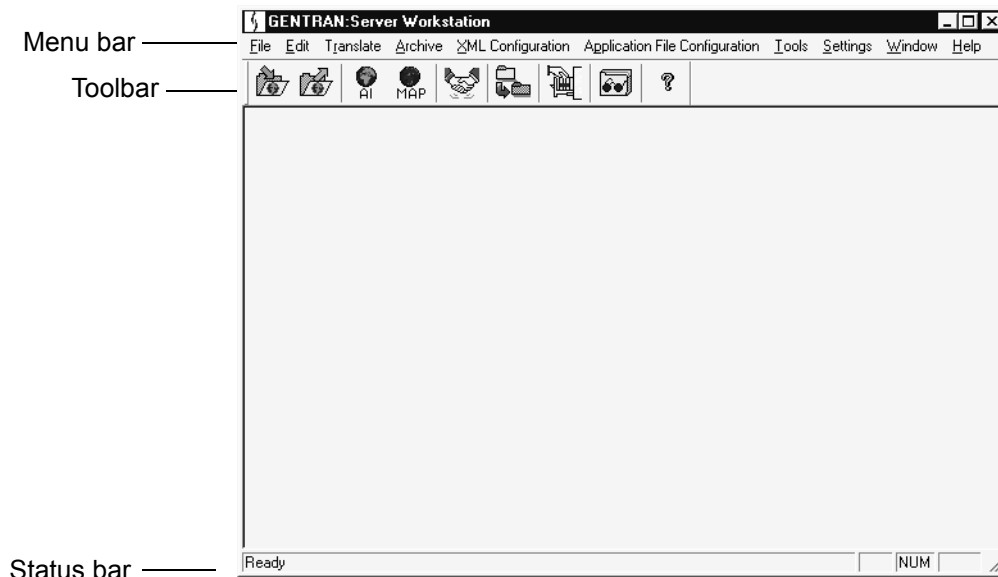 GENTRAN:Server Workstation
Menu bar
File Edit Translate Archive XML Configuration Application File Configuration Tools Settings Window Help
Toolbar
AI MAP ?
Status bar
Ready NUM